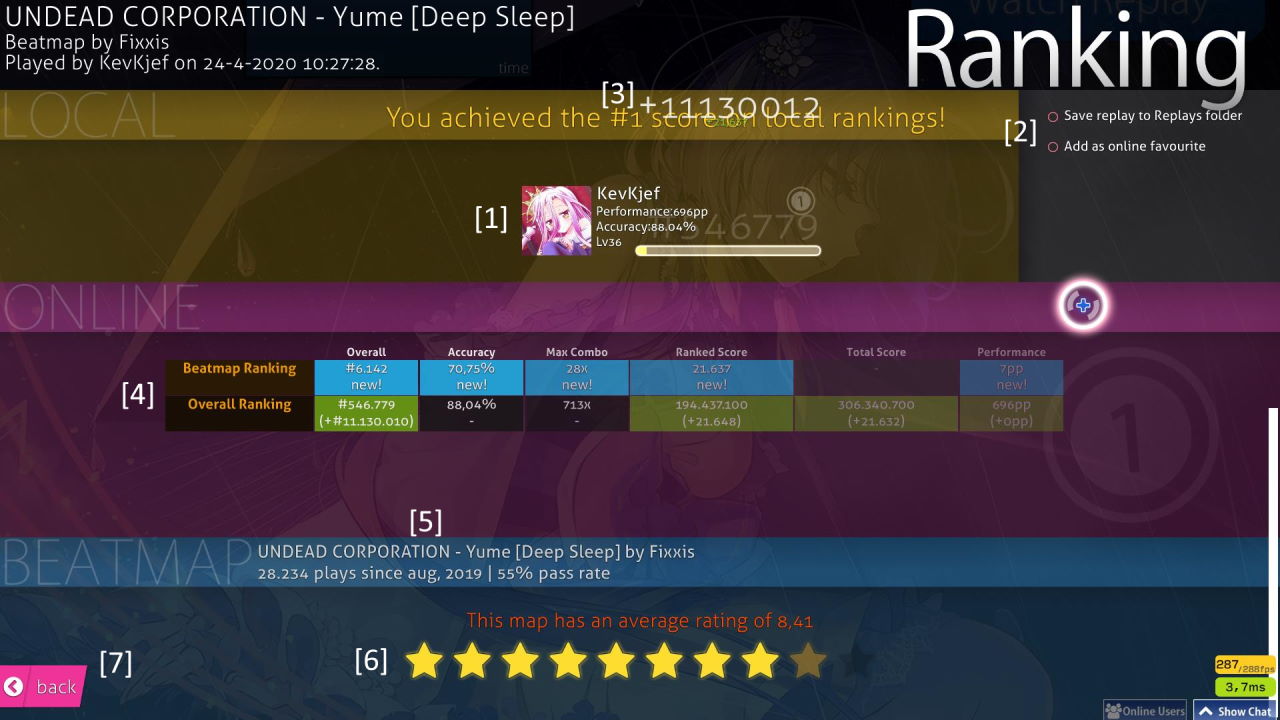 UNDEAD CORPORATION - Yume [Deep Sleep]
Beatmap by Fixxis
Played by KevKjef on 24-4-2020 10:27:28.
Watch Replay
Ranking
time
LOCAL
[3] +11130012
You achieved the #1 score on local rankings!
[2]
Save replay to Replays folder
Add as online favourite
[1]
KevKjef
Performance:696pp
Accuracy:88.04%
Lv36
#546779
1
ONLINE
Overall Accuracy Max Combo Ranked Score Total Score Performance
[4]
Beatmap Ranking #6.142 70,75% 28x 21.637 - 7pp
new! new! new! new! new!
Overall Ranking #546.779 88,04% 713x 194.437.100 306.340.700 696pp
(+#11.130.010) - - (+21.648) (+21.632) (+0pp)
1
[5]
BEATMAP
UNDEAD CORPORATION - Yume [Deep Sleep] by Fixxis
28.234 plays since aug, 2019 | 55% pass rate
This map has an average rating of 8,41
[6]
[7]
back
287/288fps
3,7ms
Online Users
Show Chat